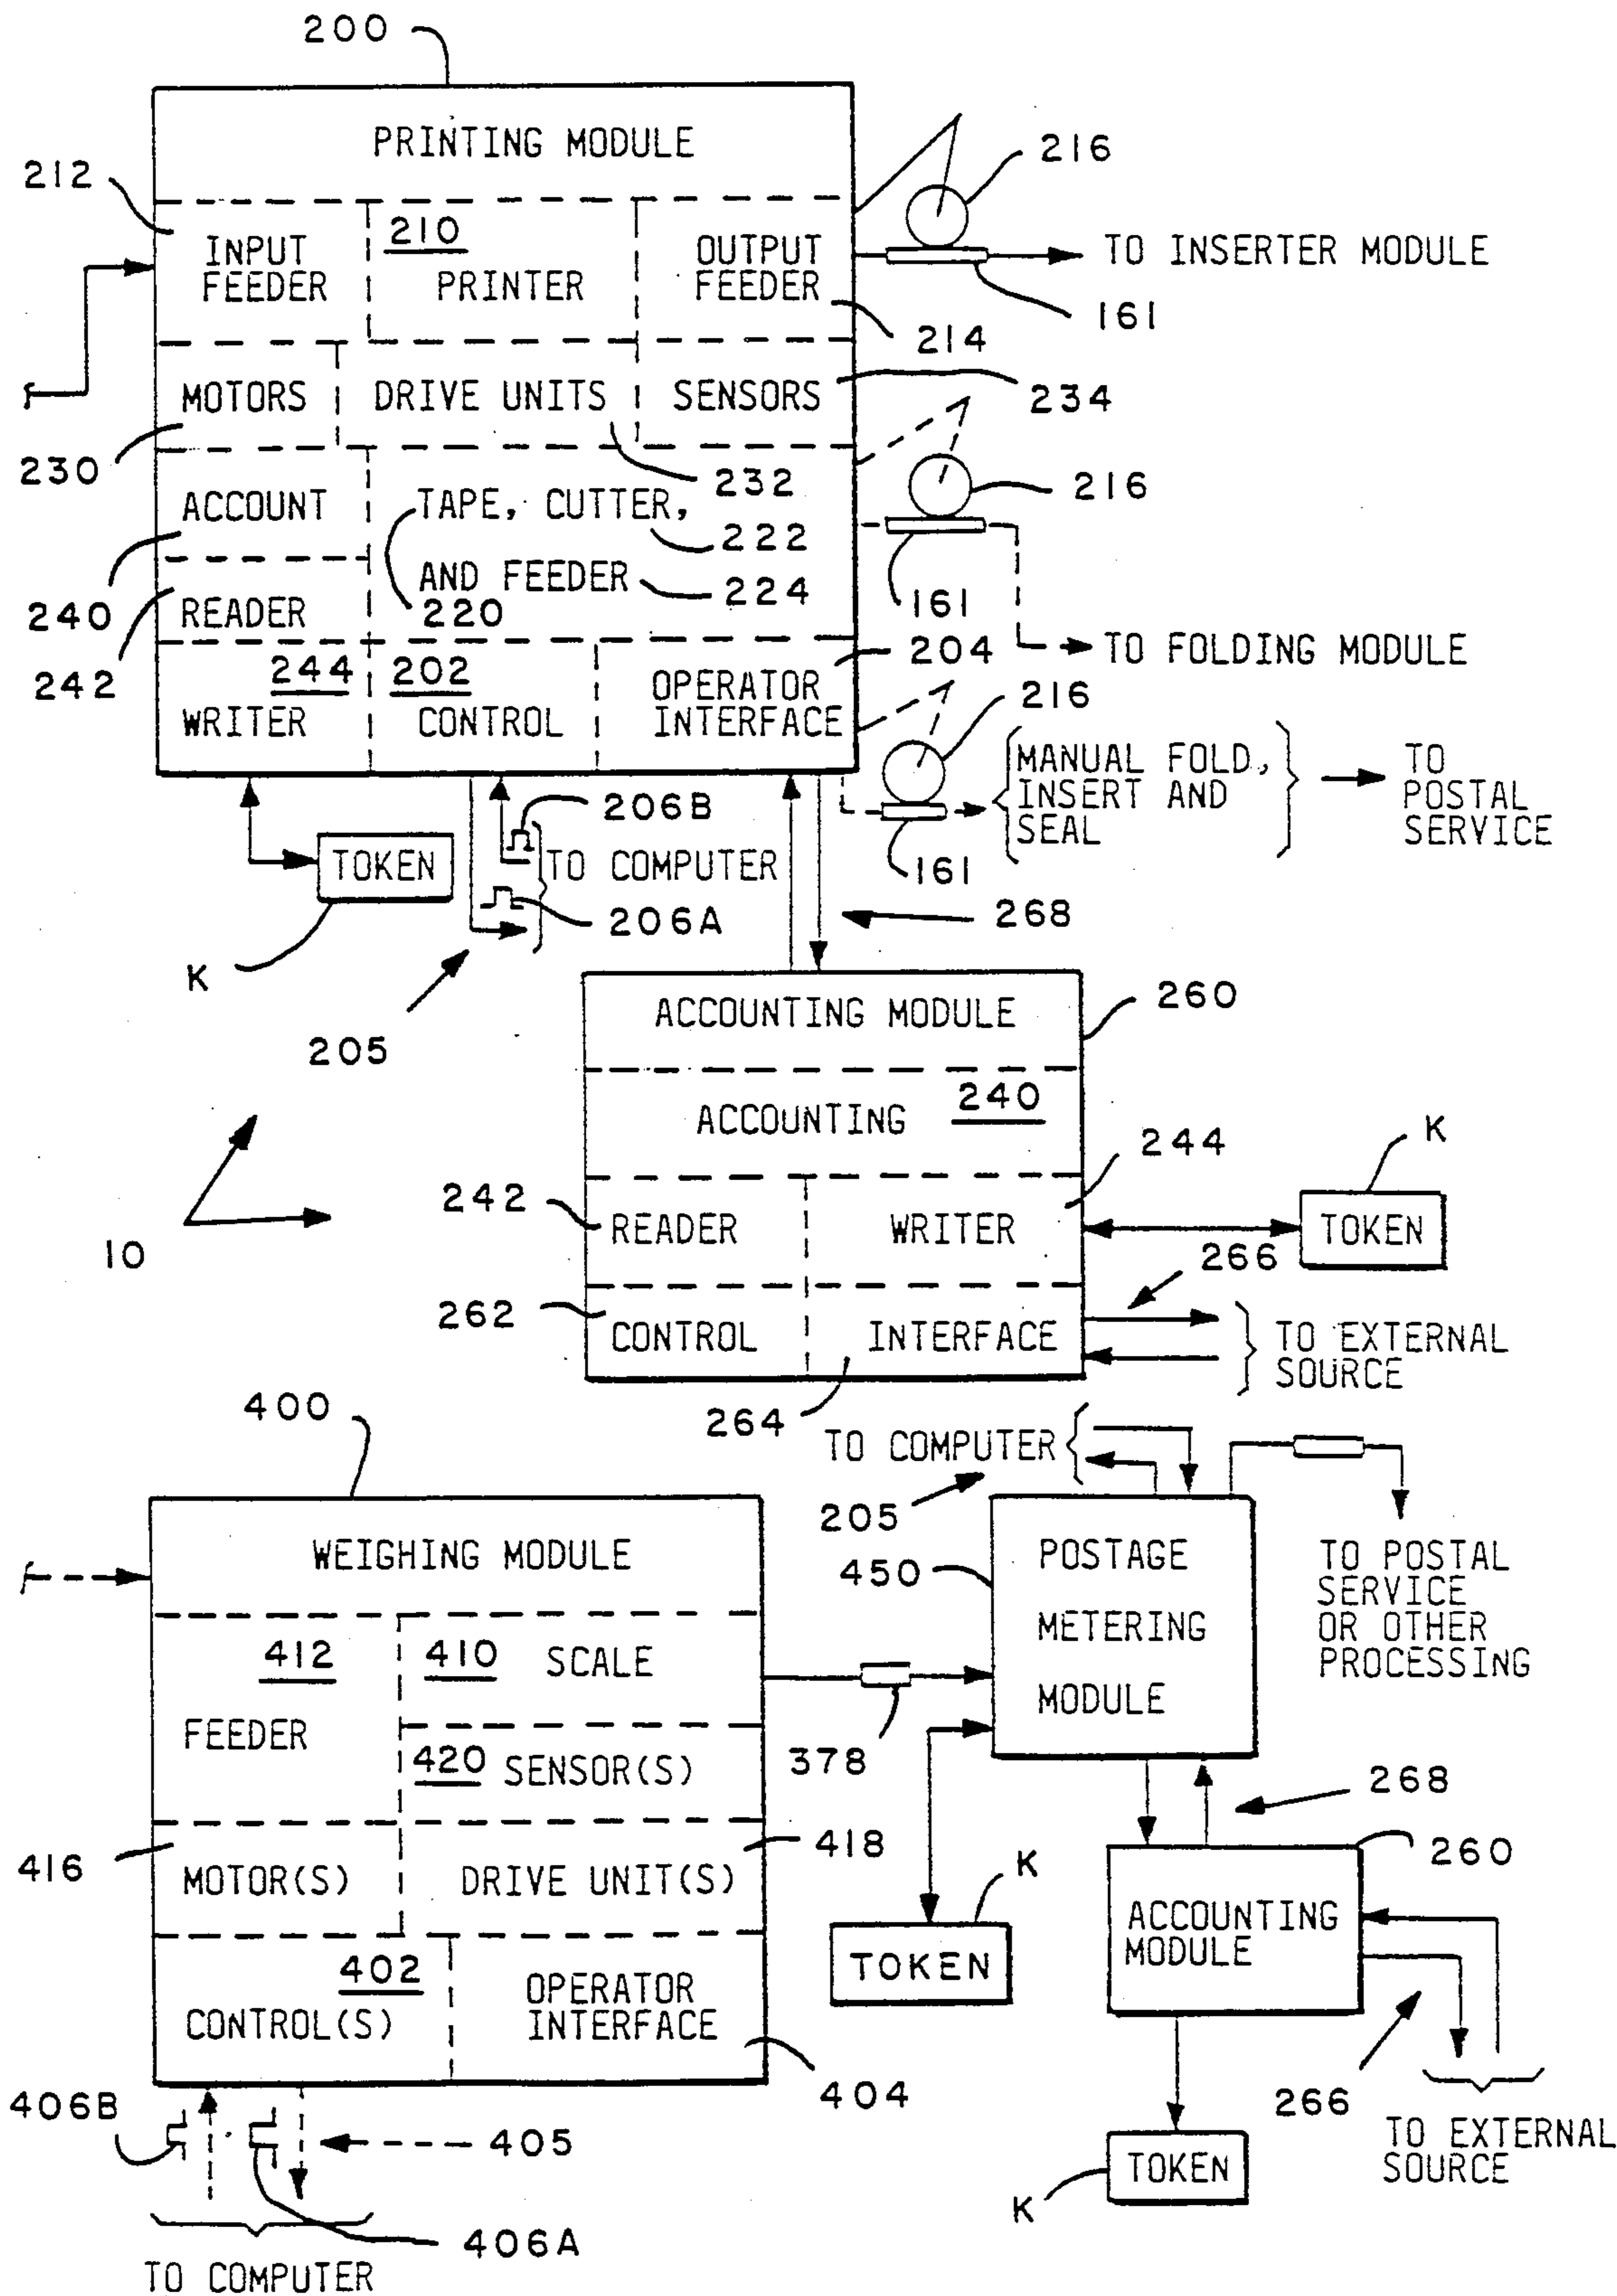 200
PRINTING MODULE
216
212
INPUT
FEEDER
210
PRINTER
OUTPUT
FEEDER
TO INSERTER MODULE
161
214
MOTORS
DRIVE UNITS
SENSORS
234
230
232
216
ACCOUNT
TAPE, CUTTER,
222
AND FEEDER
224
240
READER
220
161
204
TO FOLDING MODULE
242
244
202
OPERATOR
INTERFACE
WRITER
CONTROL
216
MANUAL FOLD,
INSERT AND
SEAL
TO
POSTAL
SERVICE
206B
TOKEN
TO COMPUTER
161
206A
268
K
205
ACCOUNTING MODULE
260
ACCOUNTING
240
10
242
READER
WRITER
244
K
TOKEN
266
262
CONTROL
INTERFACE
TO EXTERNAL
SOURCE
264
400
TO COMPUTER
205
WEIGHING MODULE
450
POSTAGE
METERING
MODULE
TO POSTAL
SERVICE
OR OTHER
PROCESSING
412
410
SCALE
FEEDER
420
SENSOR(S)
378
268
416
MOTOR(S)
418
DRIVE UNIT(S)
K
260
TOKEN
ACCOUNTING
MODULE
402
CONTROL(S)
OPERATOR
INTERFACE
404
266
406B
405
TO EXTERNAL
SOURCE
TOKEN
K
406A
TO COMPUTER